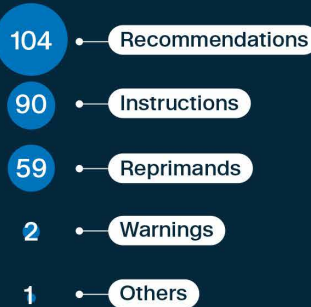 104 Recommendations
90 Instructions
59 Reprimands
2 Warnings
1 Others